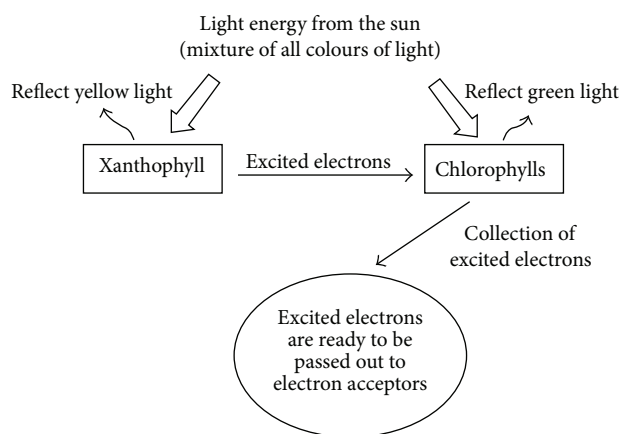 Light energy from the sun
(mixture of all colours of light)
Reflect yellow light
Reflect green light
Xanthophyll
Excited electrons
Chlorophylls
Collection of
excited electrons
Excited electrons
are ready to be
passed out to
electron acceptors